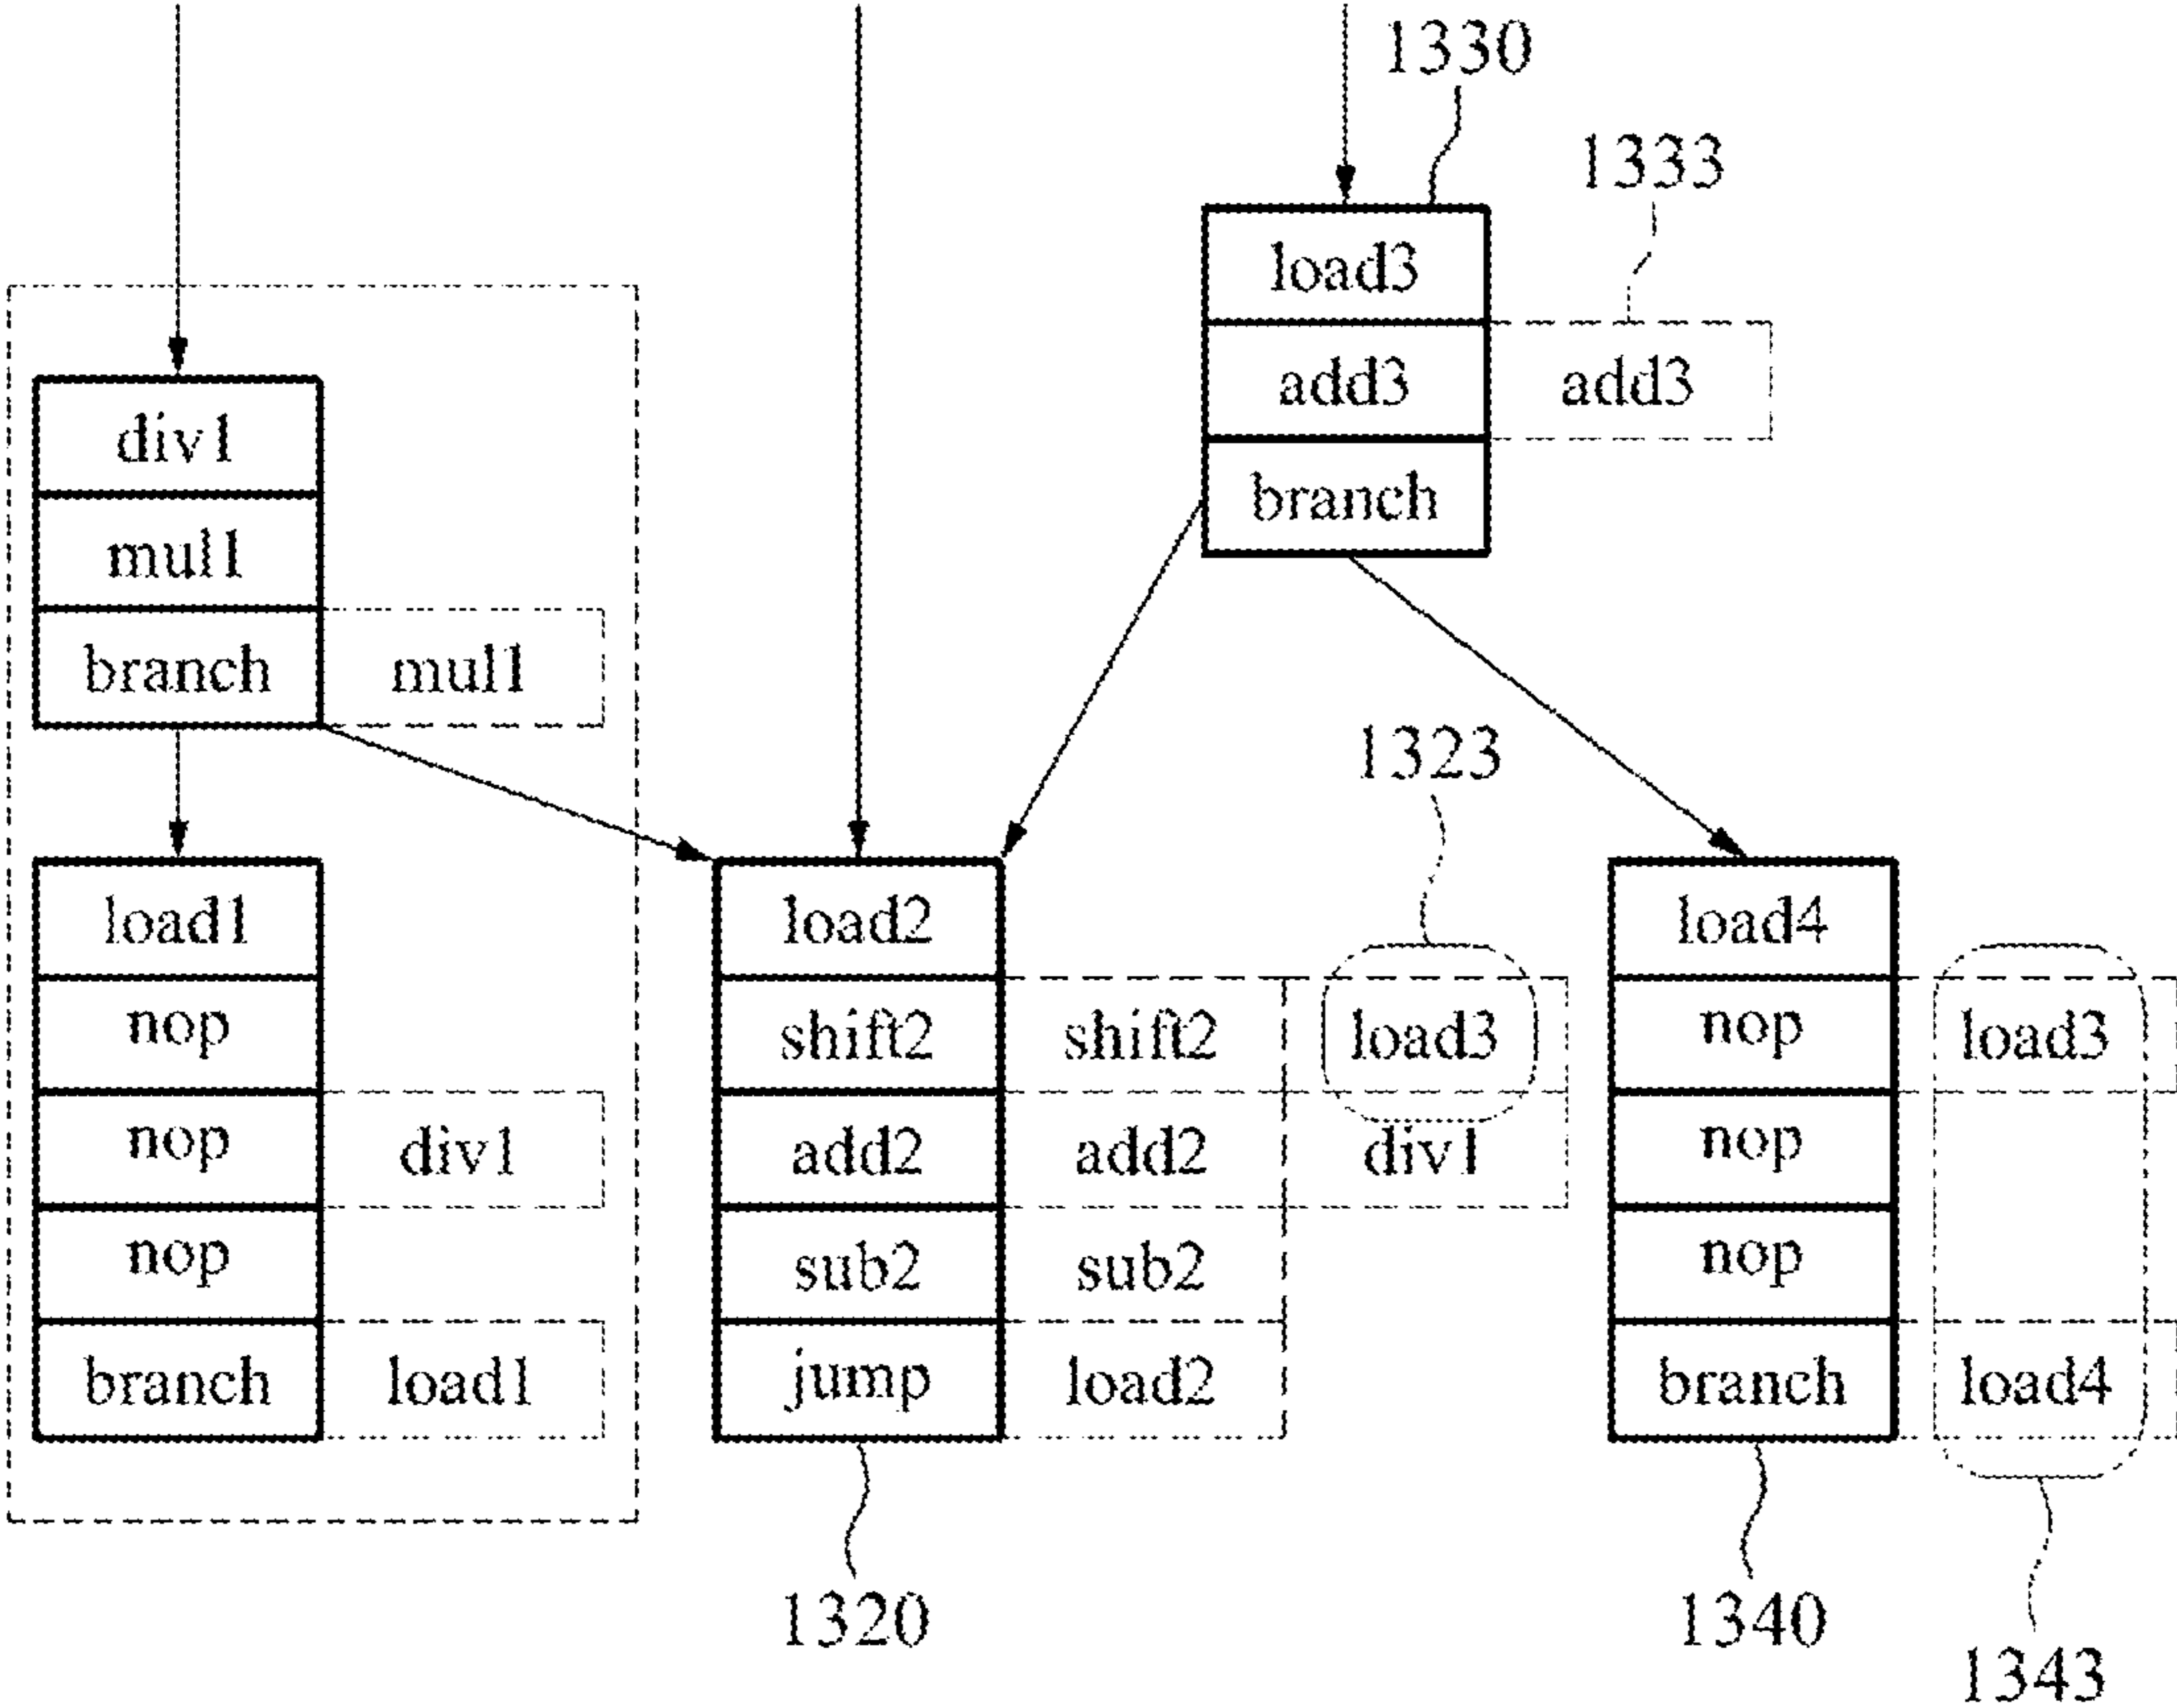 1330
1333
load3
add3 add3
branch
div1
mul1
branch mul1
1323
load1
nop
nop div1
nop
branch load1
load2
shift2 shift2 load3
add2 add2 div1
sub2 sub2
jump load2
load4
nop load3
nop
nop
branch load4
1320
1340
1343